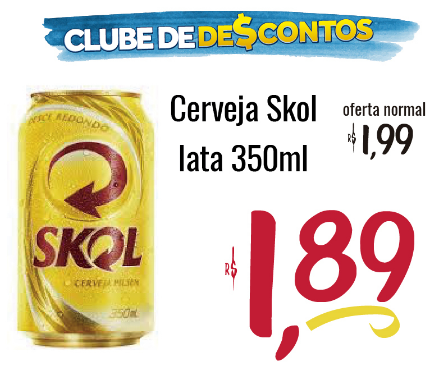 CLUBE DE DE$CONTOS
Cerveja Skol
lata 350ml
oferta normal
R$ 1,99
R$ 1,89
DESCE REDONDO
SKOL
CERVEJA PILSEN
350mL